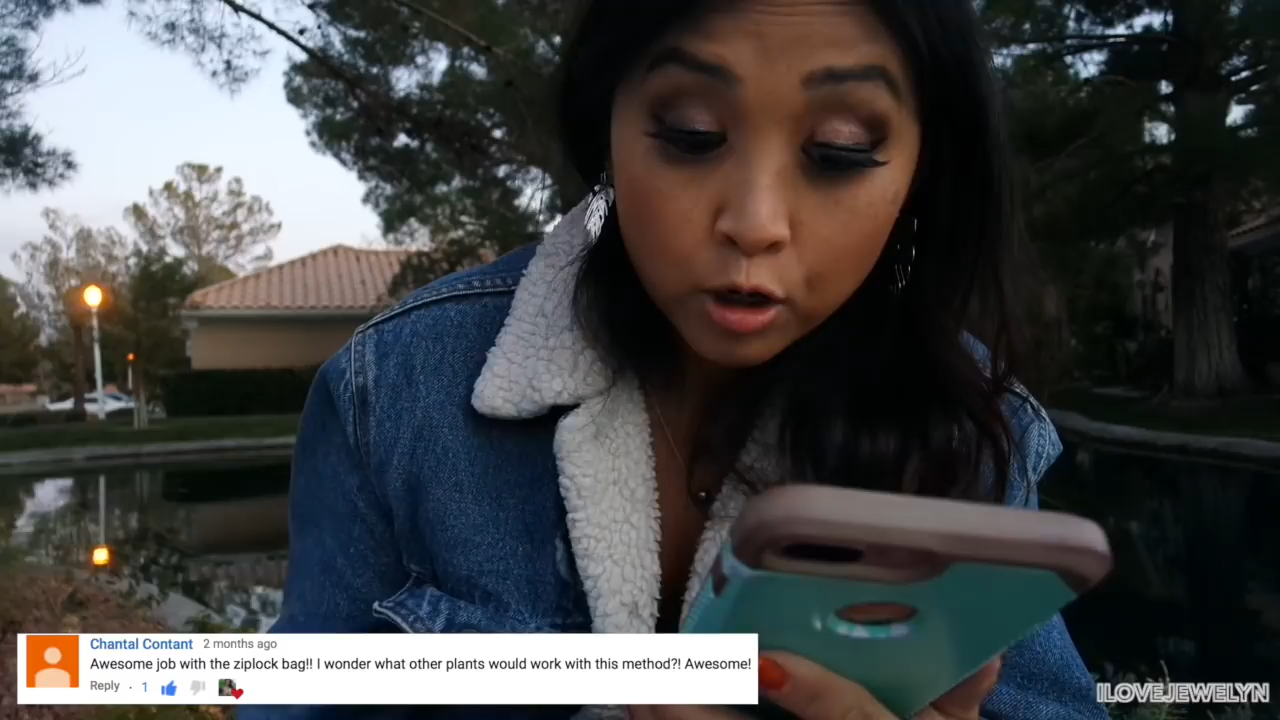 Chantal Contant 2 months ago
Awesome job with the ziplock bag!! I wonder what other plants would work with this method?! Awesome!
Reply · 1
ILOVEJEWELYN